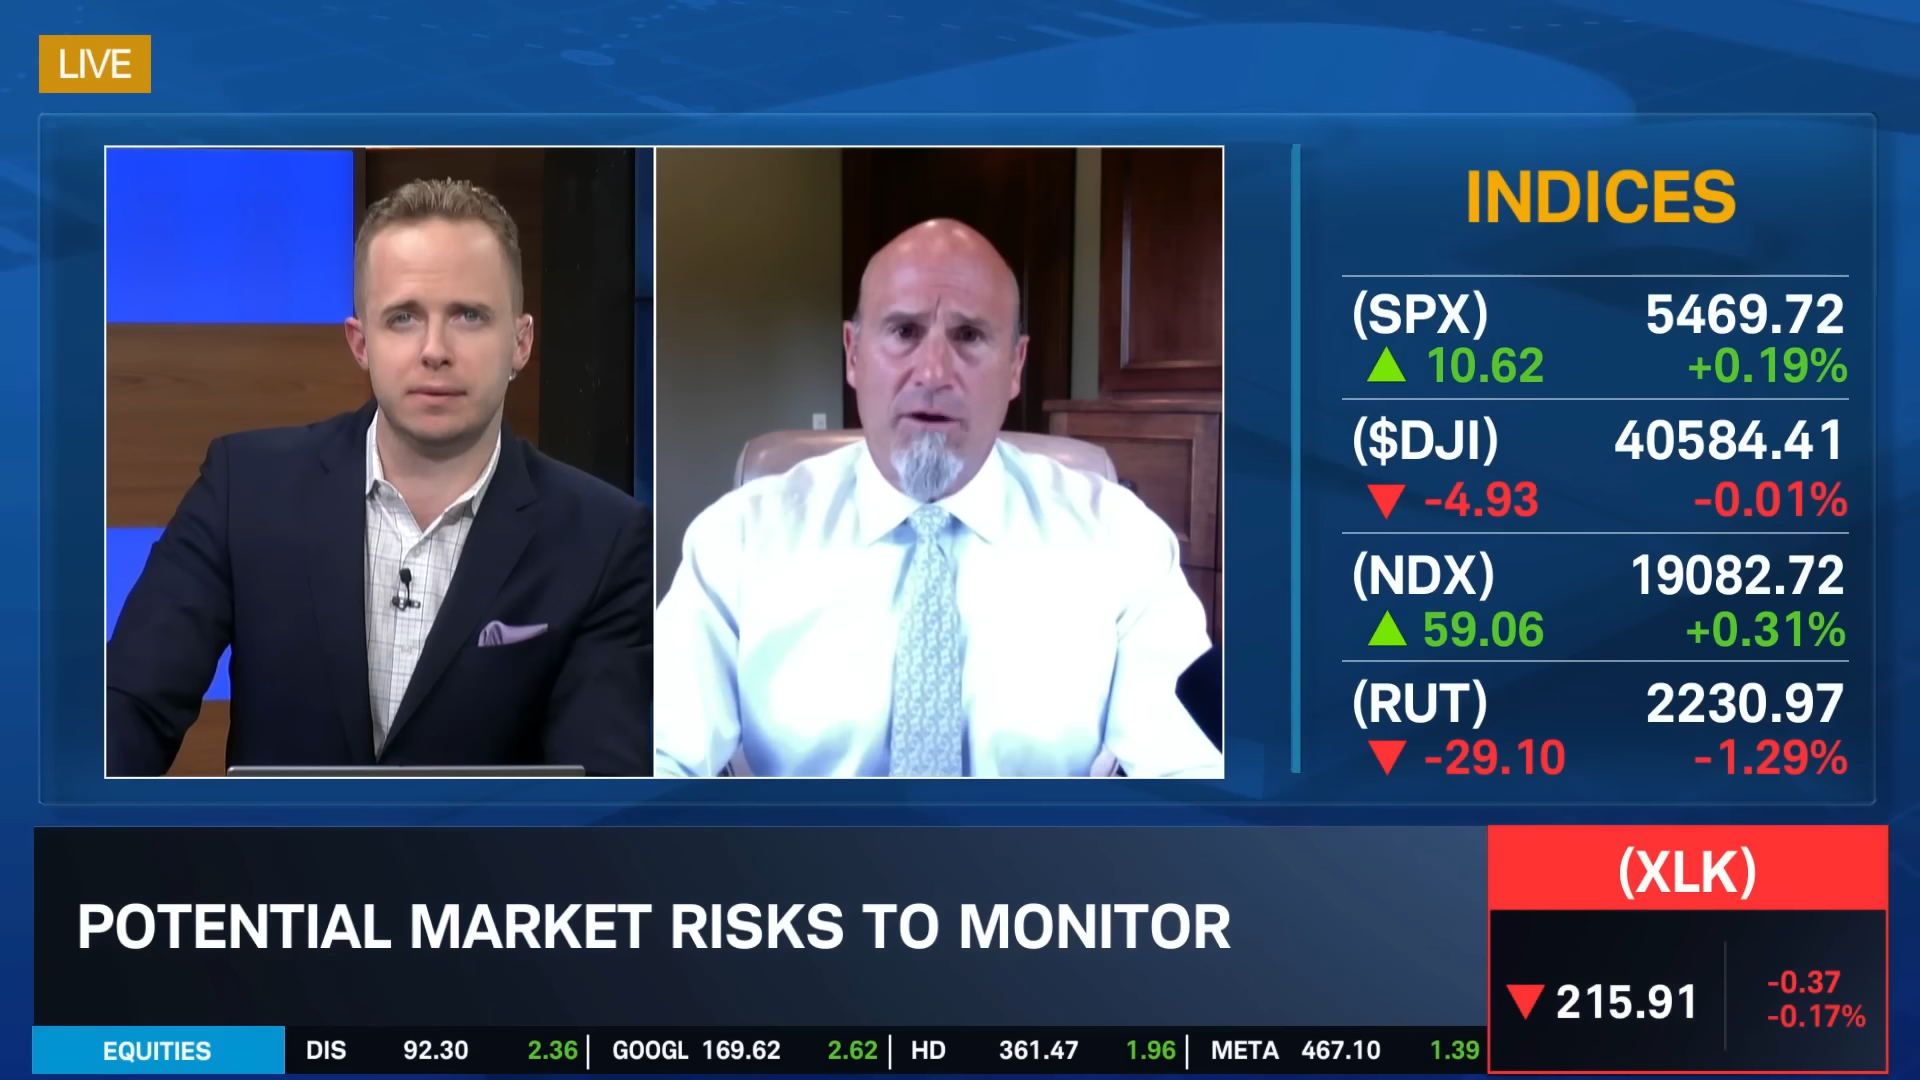 LIVE
INDICES
(SPX) 5469.72
▲ 10.62 +0.19%
($DJI) 40584.41
▼ -4.93 -0.01%
(NDX) 19082.72
▲ 59.06 +0.31%
(RUT) 2230.97
▼ -29.10 -1.29%
POTENTIAL MARKET RISKS TO MONITOR
(XLK)
▼ 215.91
-0.37
-0.17%
EQUITIES DIS 92.30 2.36 | GOOGL 169.62 2.62 | HD 361.47 1.96 | META 467.10 1.39